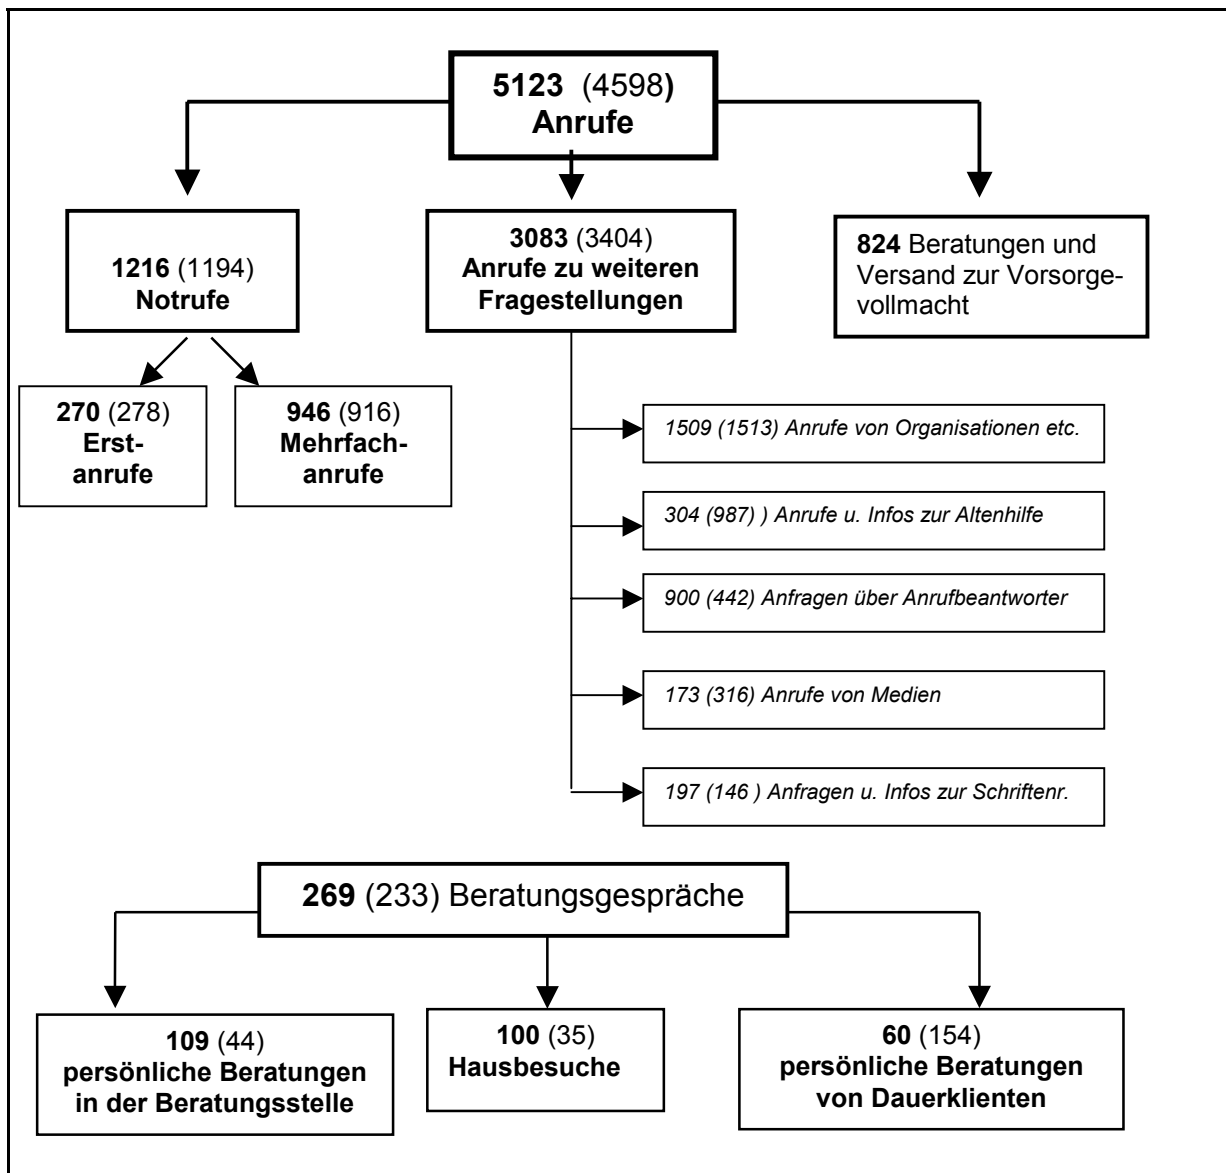 5123 (4598)
Anrufe
1216 (1194)
Notrufe
3083 (3404)
Anrufe zu weiteren
Fragestellungen
824 Beratungen und
Versand zur Vorsorge-
vollmacht
270 (278)
Erst-
anrufe
946 (916)
Mehrfach-
anrufe
1509 (1513) Anrufe von Organisationen etc.
304 (987) ) Anrufe u. Infos zur Altenhilfe
900 (442) Anfragen über Anrufbeantworter
173 (316) Anrufe von Medien
197 (146 ) Anfragen u. Infos zur Schriftenr.
269 (233) Beratungsgespräche
109 (44)
persönliche Beratungen
in der Beratungsstelle
100 (35)
Hausbesuche
60 (154)
persönliche Beratungen
von Dauerklienten